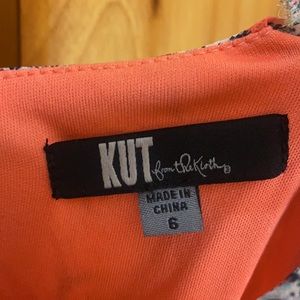 KUT from the Kloth
MADE IN
CHINA
6